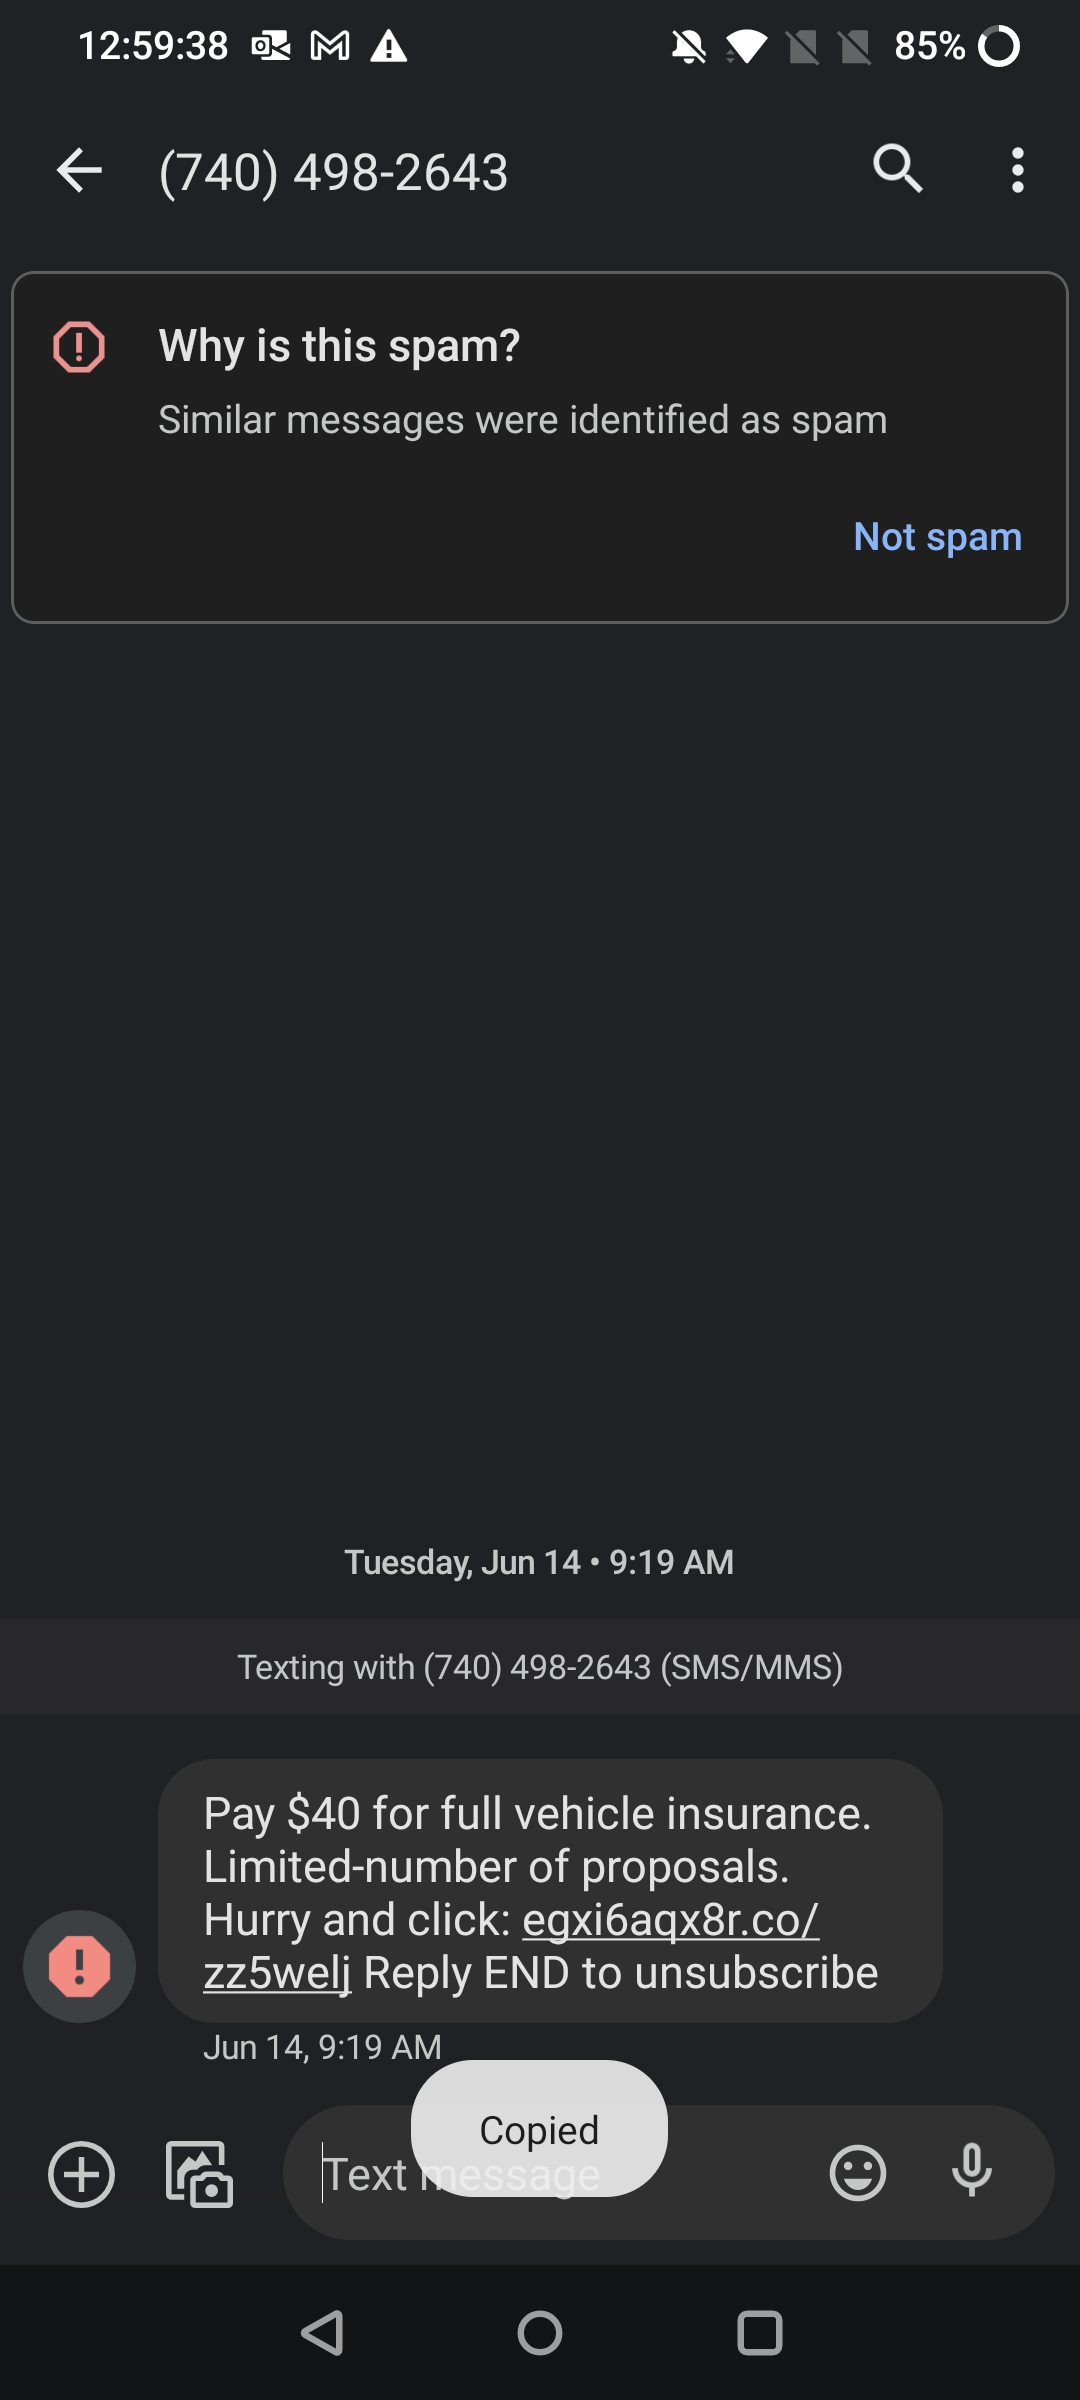 12:59:38
85%
(740) 498-2643
Why is this spam?
Similar messages were identified as spam
Not spam
Tuesday, Jun 14 • 9:19 AM
Texting with (740) 498-2643 (SMS/MMS)
Pay $40 for full vehicle insurance.
Limited-number of proposals.
Hurry and click: egxi6aqx8r.co/
zz5welj Reply END to unsubscribe
Jun 14, 9:19 AM
Copied
Text message